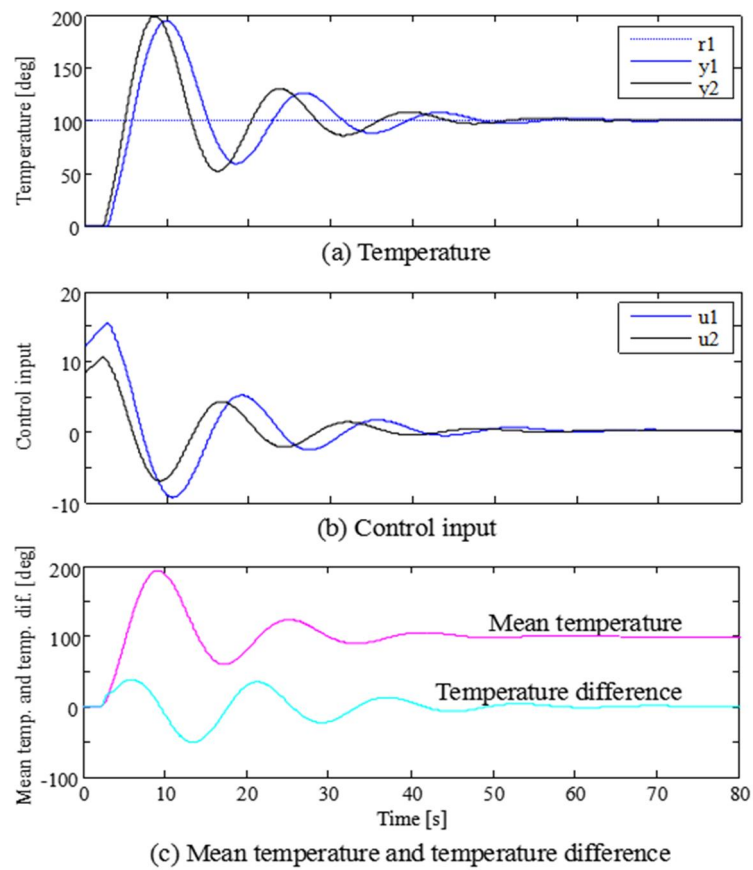 200
150
100
50
0
Temperature [deg]
r1
y1
y2
(a) Temperature
20
10
0
-10
Control input
u1
u2
(b) Control input
200
100
0
-100
Mean temp. and temp. dif. [deg]
Mean temperature
Temperature difference
0 10 20 30 40 50 60 70 80
Time [s]
(c) Mean temperature and temperature difference